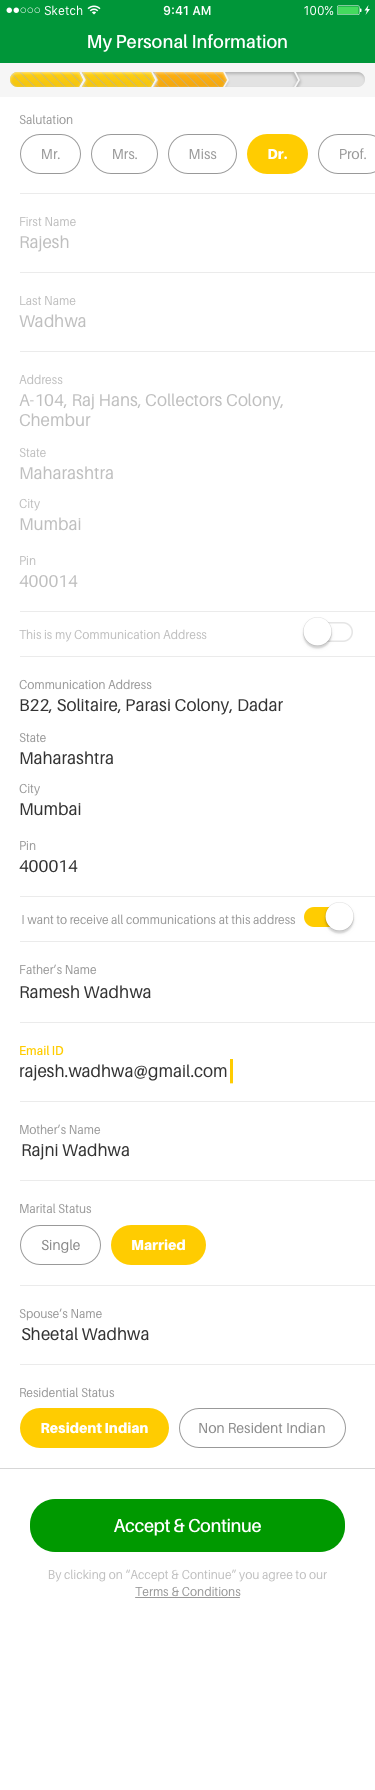 Sketch 9:41 AM 100%
My Personal Information
Salutation
Mr. Mrs. Miss Dr. Prof.
First Name
Rajesh
Last Name
Wadhwa
Address
A-104, Raj Hans, Collectors Colony,
Chembur
State
Maharashtra
City
Mumbai
Pin
400014
This is my Communication Address
Communication Address
B22, Solitaire, Parasi Colony, Dadar
State
Maharashtra
City
Mumbai
Pin
400014
I want to receive all communications at this address
Father's Name
Ramesh Wadhwa
Email ID
rajesh.wadhwa@gmail.com
Mother's Name
Rajni Wadhwa
Marital Status
Single Married
Spouse's Name
Sheetal Wadhwa
Residential Status
Resident Indian Non Resident Indian
Accept & Continue
By clicking on "Accept & Continue" you agree to our
Terms & Conditions